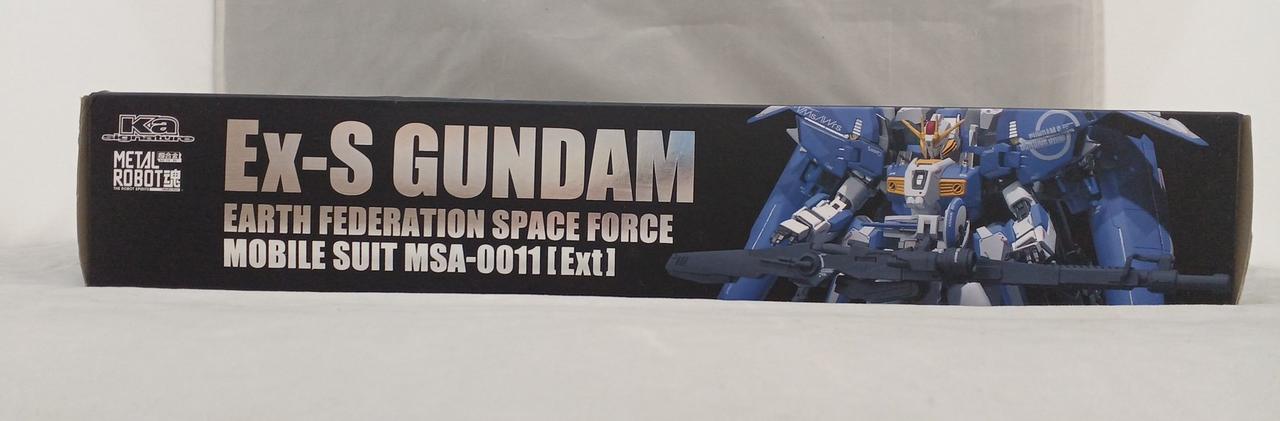 Ka
signature
METAL
ROBOT魂
THE ROBOT SPIRITS
Ex-S GUNDAM
EARTH FEDERATION SPACE FORCE
MOBILE SUIT MSA-0011[Ext]